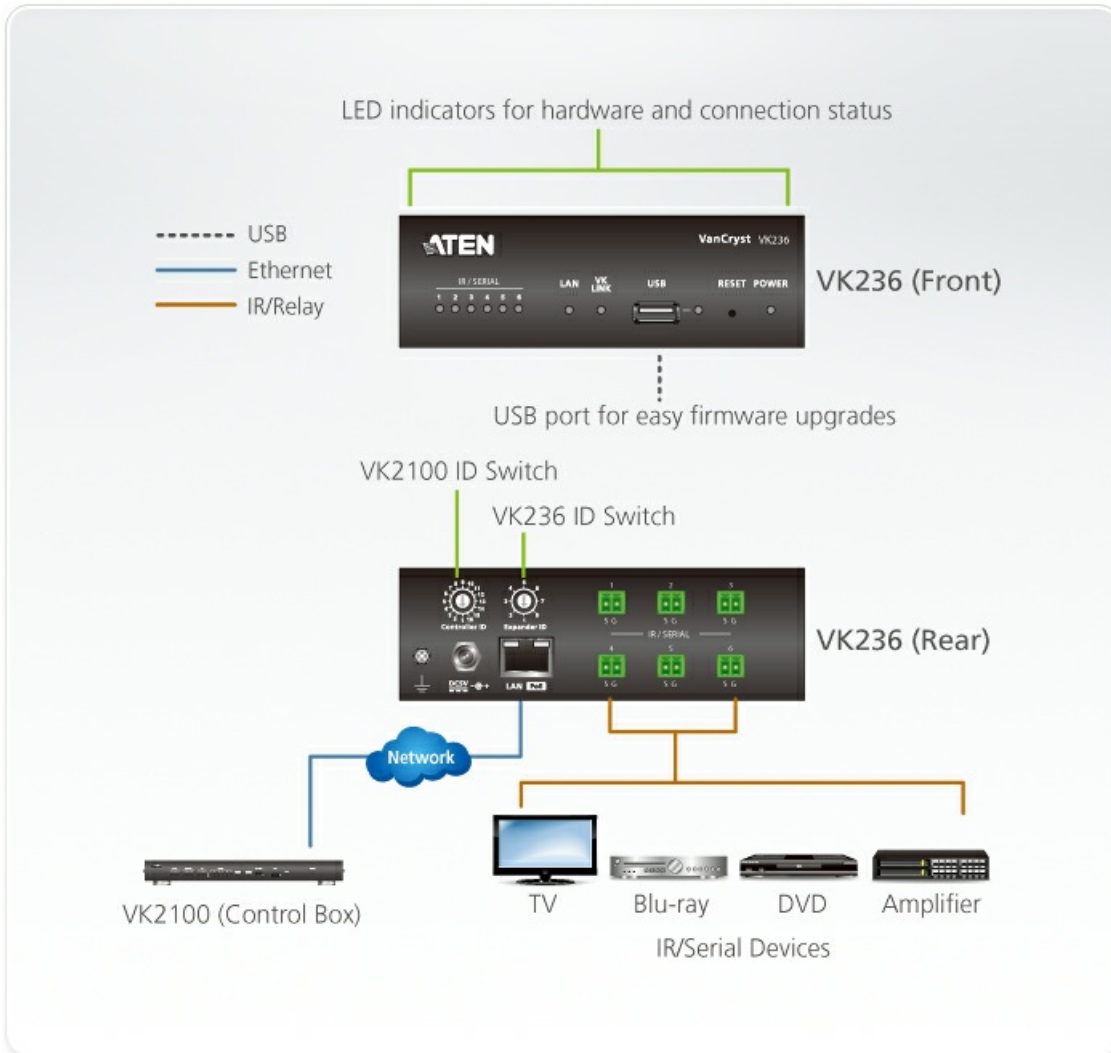 LED indicators for hardware and connection status
USB
Ethernet
IR/Relay
ATEN
VanCryst VK236
IR / SERIAL
1 2 3 4 5 6
LAN
VK LINK
USB
RESET
POWER
VK236 (Front)
USB port for easy firmware upgrades
VK2100 ID Switch
VK236 ID Switch
Controller ID
Expander ID
1 2 3
S G S G S G
IR / SERIAL
4 5 6
S G S G S G
DC5V
LAN PoE
VK236 (Rear)
Network
VK2100 (Control Box)
TV
Blu-ray
DVD
Amplifier
IR/Serial Devices